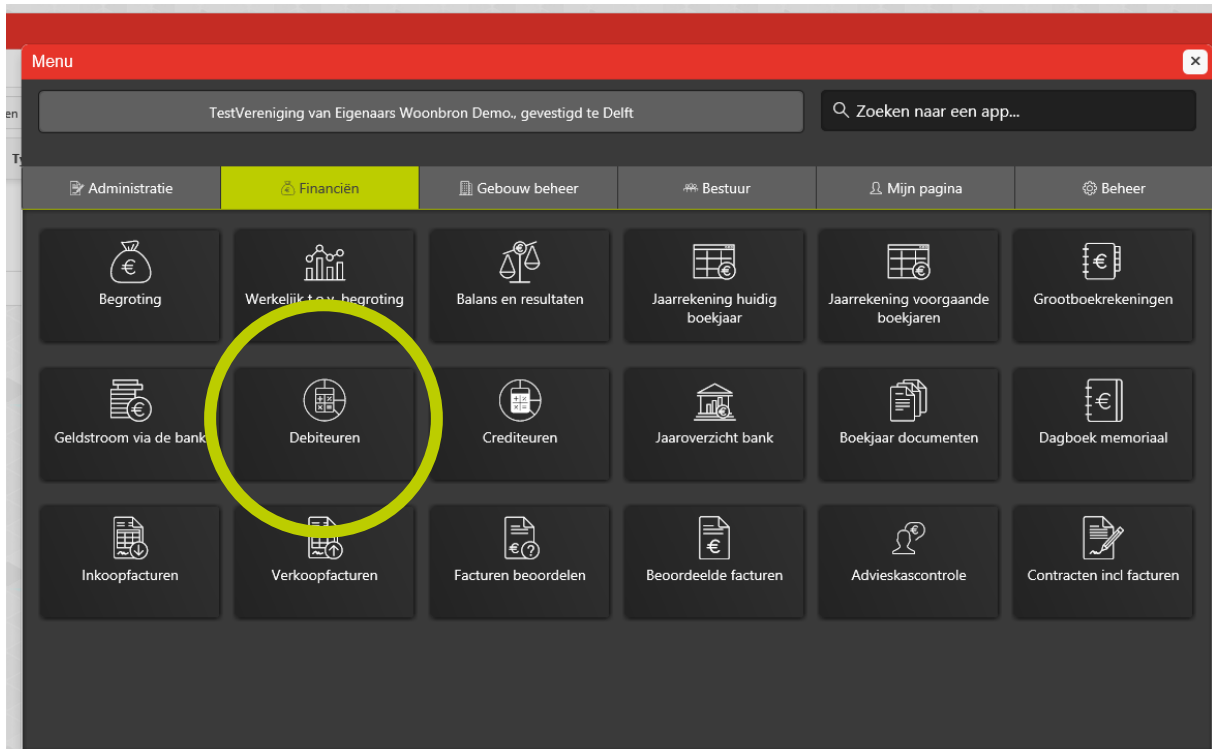 Menu
en
TestVereniging van Eigenaars Woonbron Demo., gevestigd te Delft
Zoeken naar een app...
Administratie
Financiën
Gebouw beheer
Bestuur
Mijn pagina
Beheer
Begroting
Werkelijk t.o.v. begroting
Balans en resultaten
Jaarrekening huidig
boekjaar
Jaarrekening voorgaande
boekjaren
Grootboekrekeningen
Geldstroom via de bank
Debiteuren
Crediteuren
Jaaroverzicht bank
Boekjaar documenten
Dagboek memoriaal
Inkoopfacturen
Verkoopfacturen
Facturen beoordelen
Beoordeelde facturen
Advieskascontrole
Contracten incl facturen